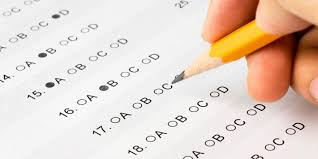 14. ○A ●B ○C ○D
15. ●A ○B ○C ○D
16. ○A ●B ○C ○D
17. ○A ○B ○C ○D
18. ○A ○B ○C ○D